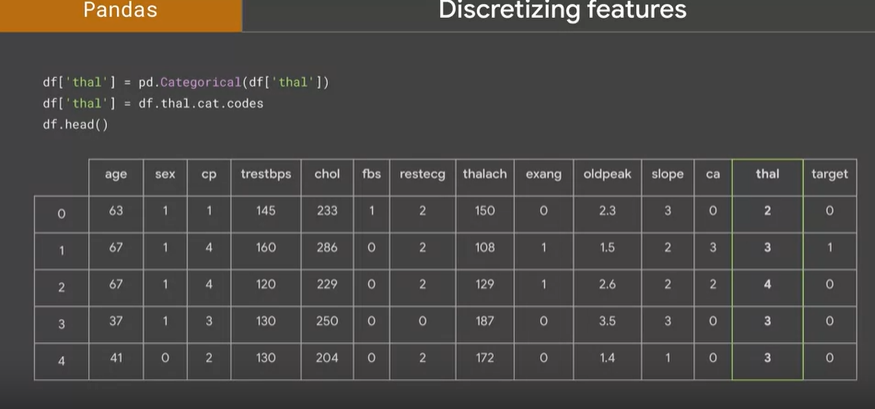 Pandas
Discretizing features
df['thal'] = pd.Categorical(df['thal'])
df['thal'] = df.thal.cat.codes
df.head()
age sex cp trestbps chol fbs restecg thalach exang oldpeak slope ca thal target
0 63 1 1 145 233 1 2 150 0 2.3 3 0 2 0
1 67 1 4 160 286 0 2 108 1 1.5 2 3 3 1
2 67 1 4 120 229 0 2 129 1 2.6 2 2 4 0
3 37 1 3 130 250 0 0 187 0 3.5 3 0 3 0
4 41 0 2 130 204 0 2 172 0 1.4 1 0 3 0